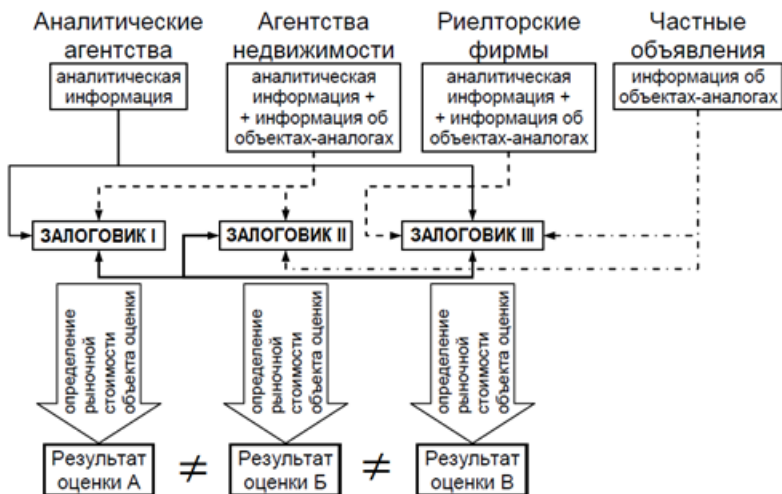 Аналитические
агентства
аналитическая
информация
Агентства
недвижимости
аналитическая
информация +
+ информация об
объектах-аналогах
Риелторские
фирмы
аналитическая
информация +
+ информация об
объектах-аналогах
Частные
объявления
информация об
объектах-аналогах
ЗАЛОГОВИК I
ЗАЛОГОВИК II
ЗАЛОГОВИК III
определение
рыночной
стоимости
объекта оценки
определение
рыночной
стоимости
объекта оценки
определение
рыночной
стоимости
объекта оценки
Результат
оценки А
≠
Результат
оценки Б
≠
Результат
оценки В